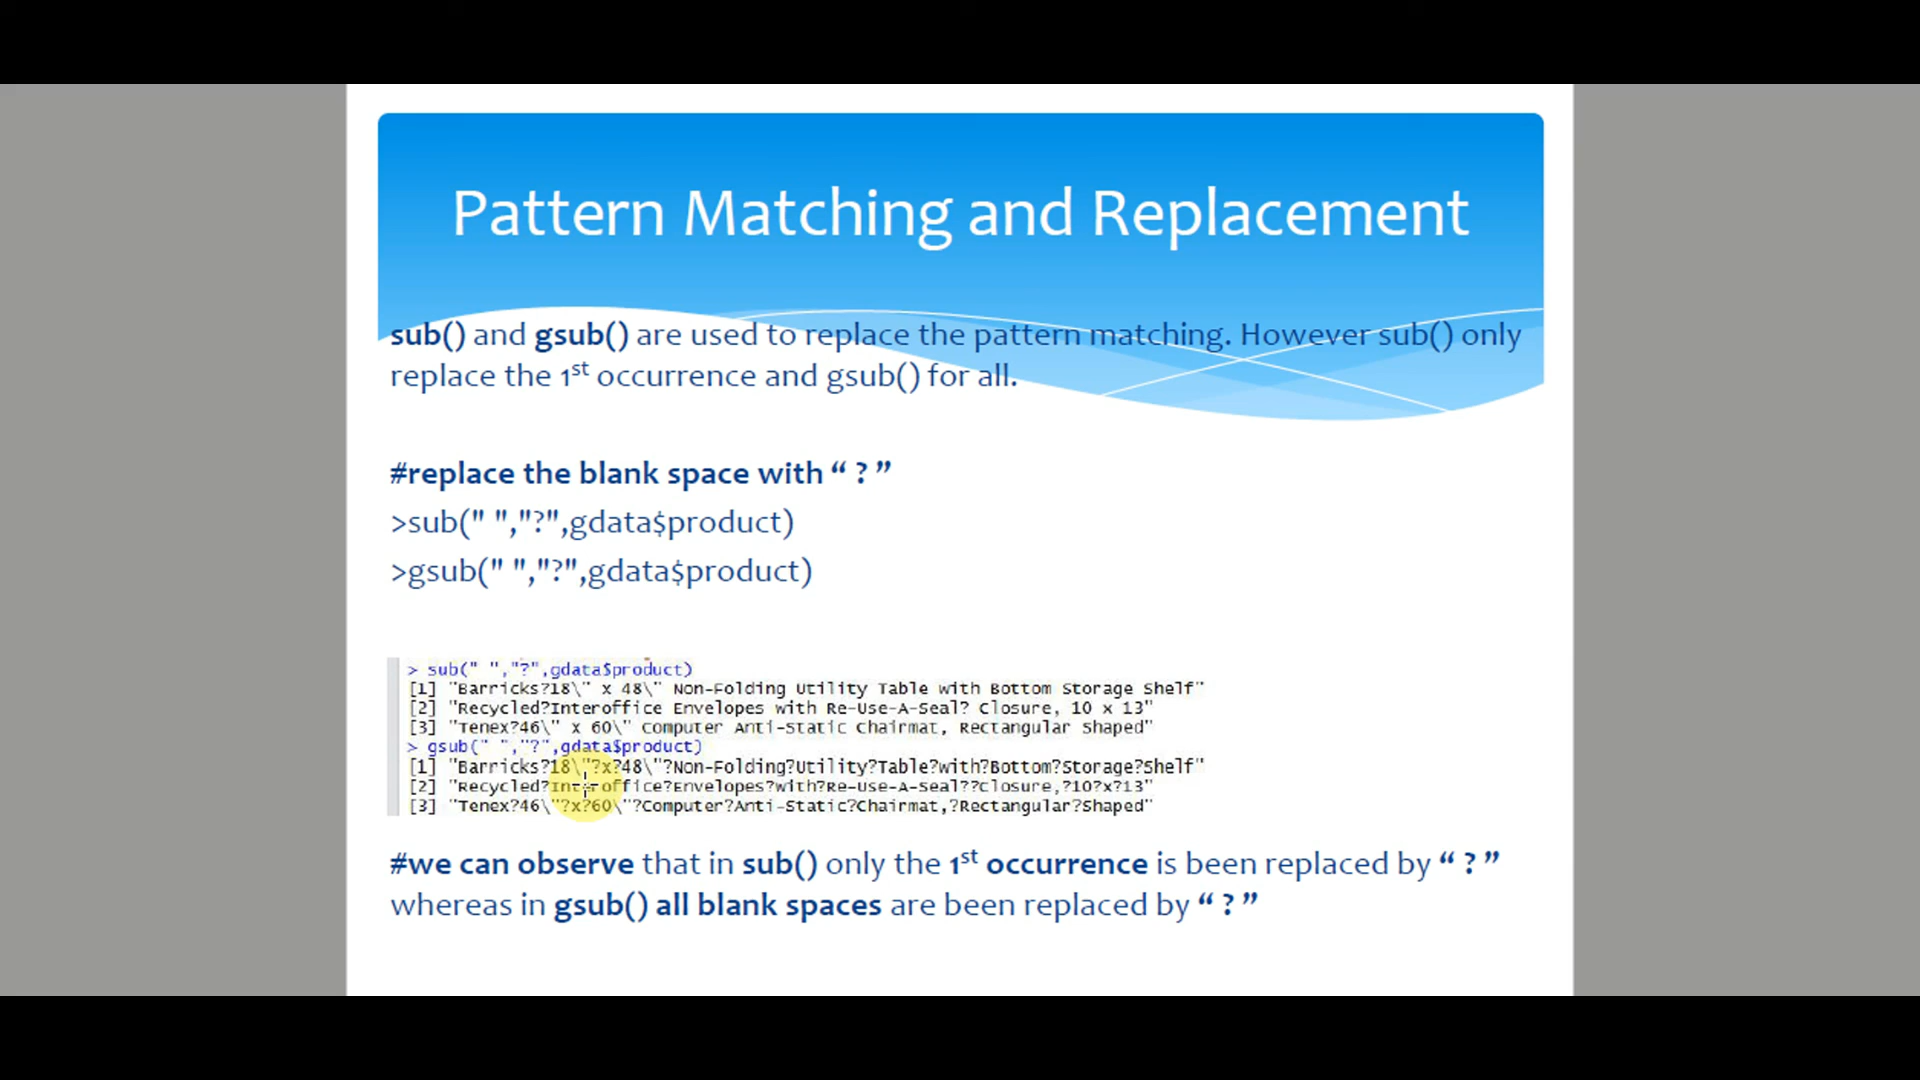 Pattern Matching and Replacement
sub() and gsub() are used to replace the pattern matching. However sub() only
replace the 1st occurrence and gsub() for all.
#replace the blank space with “ ? ”
>sub(" ","?",gdata$product)
>gsub(" ","?",gdata$product)
> sub(" ","?",gdata$product)
[1] "Barricks?18\" x 48\" Non-Folding Utility Table with Bottom Storage Shelf"
[2] "Recycled?Interoffice Envelopes with Re-Use-A-Seal? Closure, 10 x 13"
[3] "Tenex?46\" x 60\" Computer Anti-Static Chairmat, Rectangular Shaped"
> gsub(" ","?",gdata$product)
[1] "Barricks?18\"?x?48\"?Non-Folding?Utility?Table?with?Bottom?Storage?Shelf"
[2] "Recycled?Interoffice?Envelopes?with?Re-Use-A-Seal??Closure,?10?x?13"
[3] "Tenex?46\"?x?60\"?Computer?Anti-Static?Chairmat,?Rectangular?Shaped"
#we can observe that in sub() only the 1st occurrence is been replaced by “ ? ”
whereas in gsub() all blank spaces are been replaced by “ ? ”